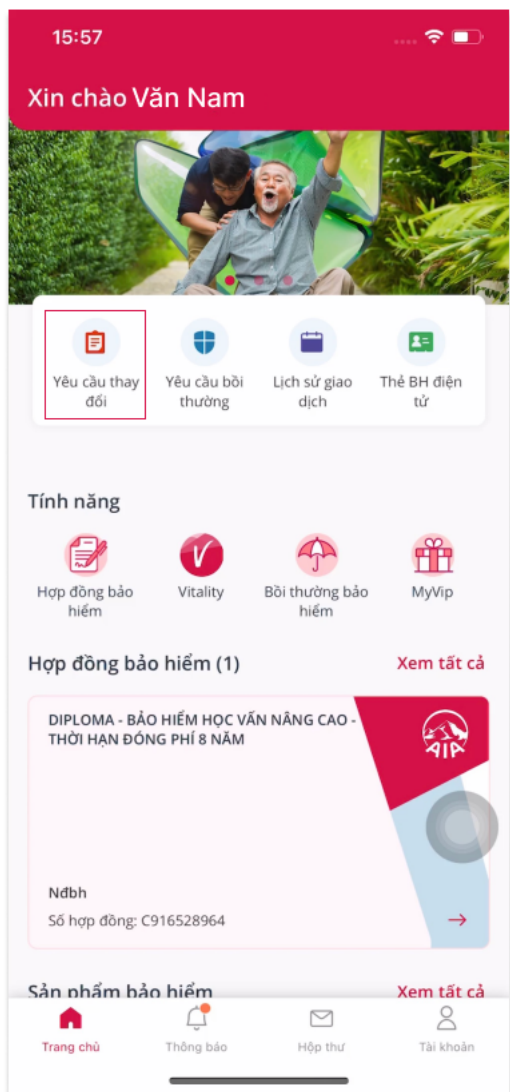 15:57
Xin chào Văn Nam
Yêu cầu thay
đổi
Yêu cầu bồi
thường
Lịch sử giao
dịch
Thẻ BH điện
tử
Tính năng
Hợp đồng bảo
hiểm
Vitality
Bồi thường bảo
hiểm
MyVip
Hợp đồng bảo hiểm (1)
Xem tất cả
DIPLOMA - BẢO HIỂM HỌC VẤN NÂNG CAO -
THỜI HẠN ĐÓNG PHÍ 8 NĂM
AIA
Nđbh
Số hợp đồng: C916528964
Sản phẩm bảo hiểm
Xem tất cả
Trang chủ
Thông báo
Hộp thư
Tài khoản